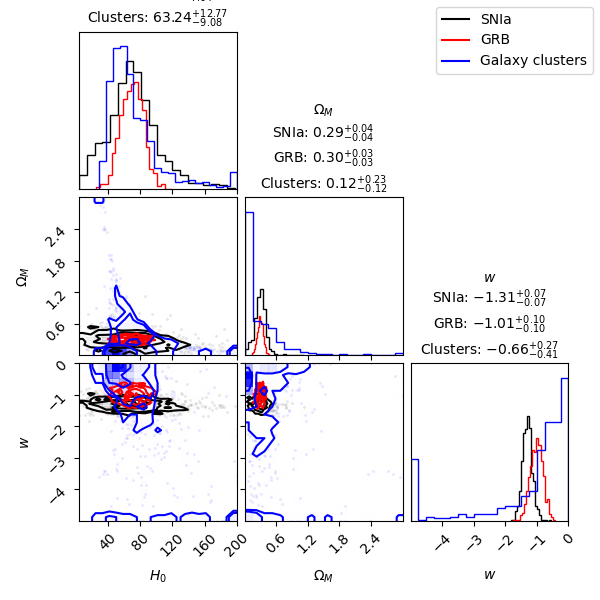 Clusters: 63.24^{+12.77}_{-9.08}
SNIa
GRB
Galaxy clusters
Ω_M
SNIa: 0.29^{+0.04}_{-0.04}
GRB: 0.30^{+0.03}_{-0.03}
Clusters: 0.12^{+0.23}_{-0.12}
w
SNIa: −1.31^{+0.07}_{-0.07}
GRB: −1.01^{+0.10}_{-0.10}
Clusters: −0.66^{+0.27}_{-0.41}
Ω_M
2.4
1.8
1.2
0.6
w
0
−1
−2
−3
−4
40 80 120 160 200
0 0.6 1.2 1.8 2.4
−4 −3 −2 −1 0
H_0 Ω_M w